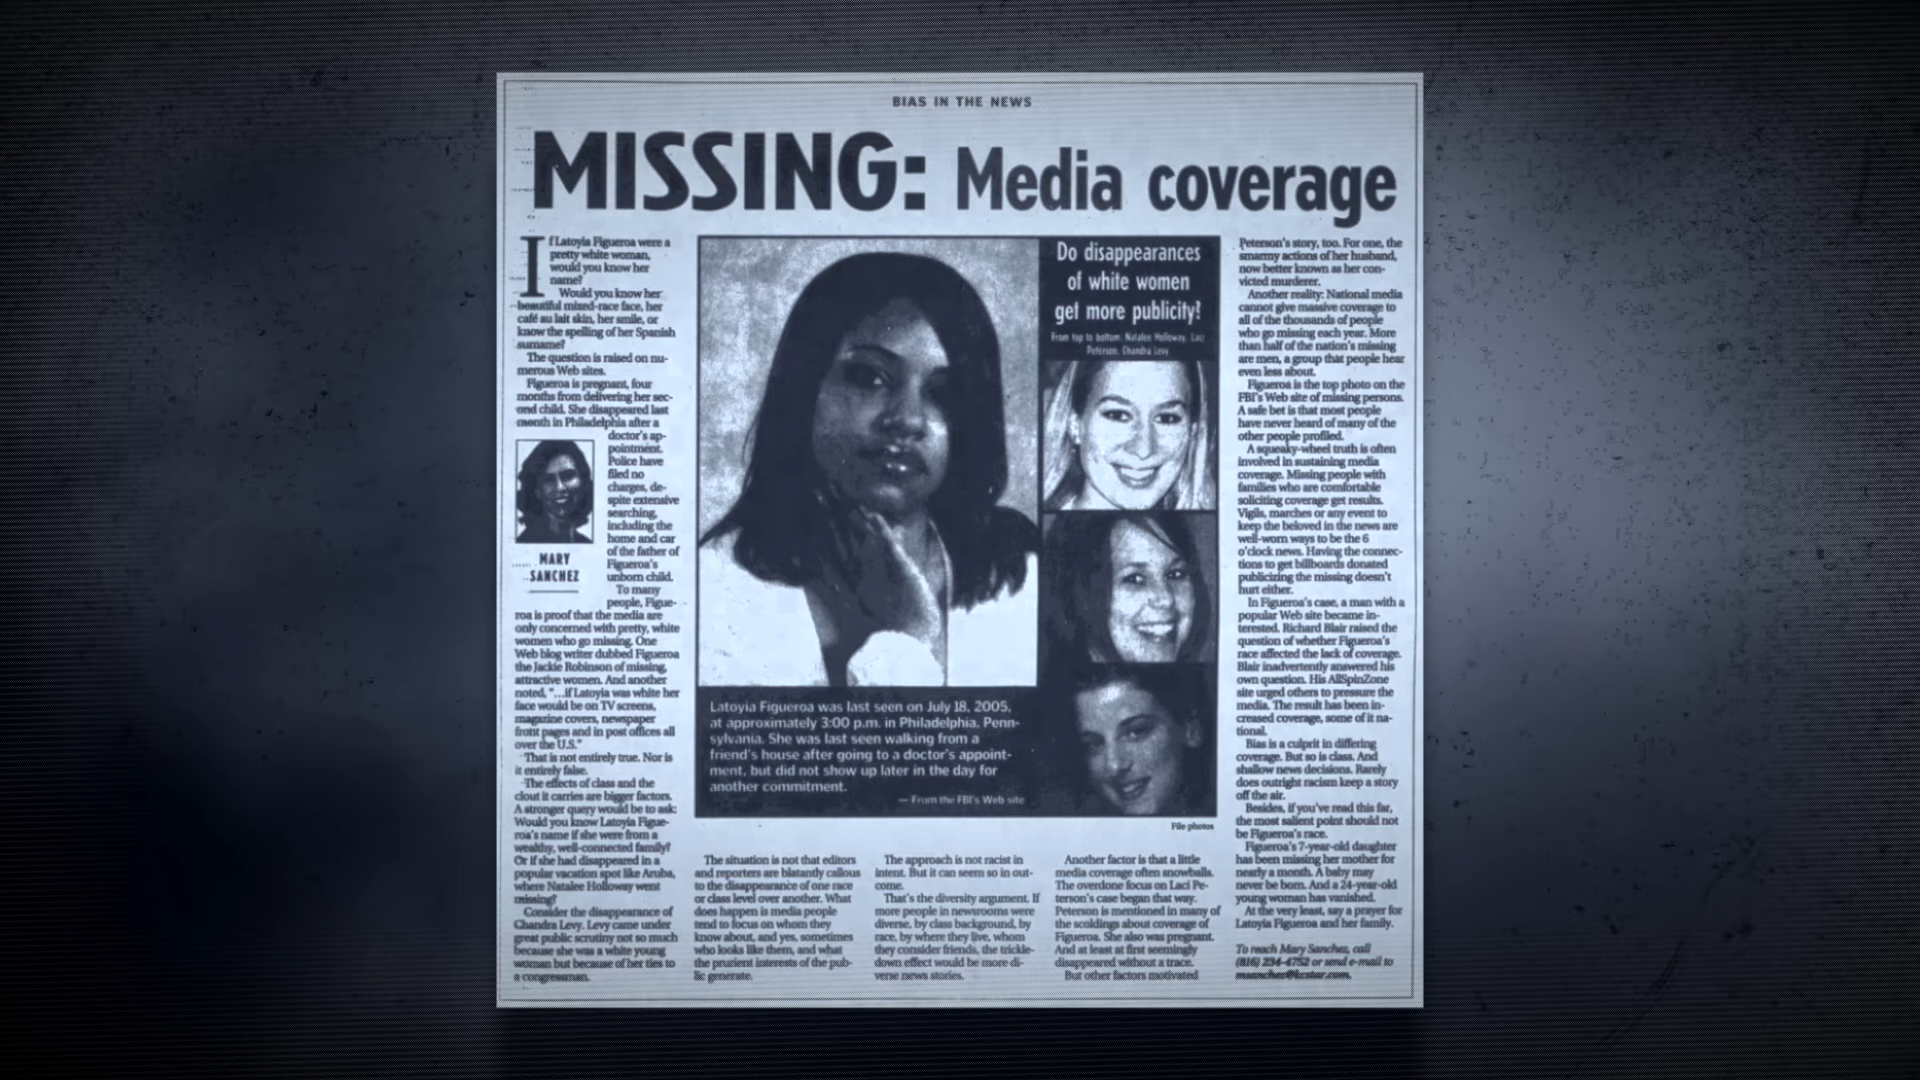 BIAS IN THE NEWS
MISSING: Media coverage
If Latoyia Figueroa were a
pretty white woman,
would you know her
name?
Would you know her
beautiful mixed-race face, her
café au lait skin, her smile, or
know the spelling of her Spanish
surname?
The question is raised on nu-
merous Web sites.
Figueroa is pregnant, four
months from delivering her sec-
ond child. She disappeared last
month in Philadelphia after a
doctor's ap-
pointment.
Police have
filed no
charges, de-
spite extensive
searching,
including the
home and car
of the father of
Figueroa's
unborn child.
To many
people, Figue-
roa is proof that the media are
only concerned with pretty, white
women who go missing. One
Web blog writer dubbed Figueroa
the Jackie Robinson of missing,
attractive women. And another
noted, "...if Latoyia was white her
face would be on TV screens,
magazine covers, newspaper
front pages and in post offices all
over the U.S."
That is not entirely true. Nor is
it entirely false.
The effects of class and the
clout it carries are bigger factors.
A stronger query would be to ask:
Would you know Latoyia Figue-
roa's name if she were from a
wealthy, well-connected family?
Or if she had disappeared in a
popular vacation spot like Aruba,
where Natalee Holloway went
missing?
Consider the disappearance of
Chandra Levy. Levy came under
great public scrutiny not so much
because she was a white young
woman but because of her ties to
a congressman.
MARY
SANCHEZ
Do disappearances
of white women
get more publicity?
From top to bottom: Natalee Holloway, Laci
Peterson, Chandra Levy
Latoyia Figueroa was last seen on July 18, 2005,
at approximately 3:00 p.m. in Philadelphia, Penn-
sylvania. She was last seen walking from a
friend's house after going to a doctor's appoint-
ment, but did not show up later in the day for
another commitment.
— From the FBI's Web site
File photos
The situation is not that editors
and reporters are blatantly callous
to the disappearance of one race
or class level over another. What
does happen is media people
tend to focus on whom they
know about, and yes, sometimes
who looks like them, and what
the prurient interests of the pub-
lic generate.
The approach is not racist in
intent. But it can seem so in out-
come.
That's the diversity argument. If
more people in newsrooms were
diverse, by class background, by
race, by where they live, whom
they consider friends, the trickle-
down effect would be more di-
verse news stories.
Another factor is that a little
media coverage often snowballs.
The overdone focus on Laci Pe-
terson's case began that way.
Peterson is mentioned in many of
the scoldings about coverage of
Figueroa. She also was pregnant.
And at least at first seemingly
disappeared without a trace.
But other factors motivated
Peterson's story, too. For one, the
smarmy actions of her husband,
now better known as her con-
victed murderer.
Another reality: National media
cannot give massive coverage to
all of the thousands of people
who go missing each year. More
than half of the nation's missing
are men, a group that people hear
even less about.
Figueroa is the top photo on the
FBI's Web site of missing persons.
A safe bet is that most people
have never heard of many of the
other people profiled.
A squeaky-wheel truth is often
involved in sustaining media
coverage. Missing people with
families who are comfortable
soliciting coverage get results.
Vigils, marches or any event to
keep the beloved in the news are
well-worn ways to be the 6
o'clock news. Having the connec-
tions to get billboards donated
publicizing the missing doesn't
hurt either.
In Figueroa's case, a man with a
popular Web site became in-
terested. Richard Blair raised the
question of whether Figueroa's
race affected the lack of coverage.
Blair inadvertently answered his
own question. His AllSpinZone
site urged others to pressure the
media. The result has been in-
creased coverage, some of it na-
tional.
Bias is a culprit in differing
coverage. But so is class. And
shallow news decisions. Rarely
does outright racism keep a story
off the air.
Besides, if you've read this far,
the most salient point should not
be Figueroa's race.
Figueroa's 7-year-old daughter
has been missing her mother for
nearly a month. A baby may
never be born. And a 24-year-old
young woman has vanished.
At the very least, say a prayer for
Latoyia Figueroa and her family.
To reach Mary Sanchez, call
(816) 234-4752 or send e-mail to
msanchez@kcstar.com.